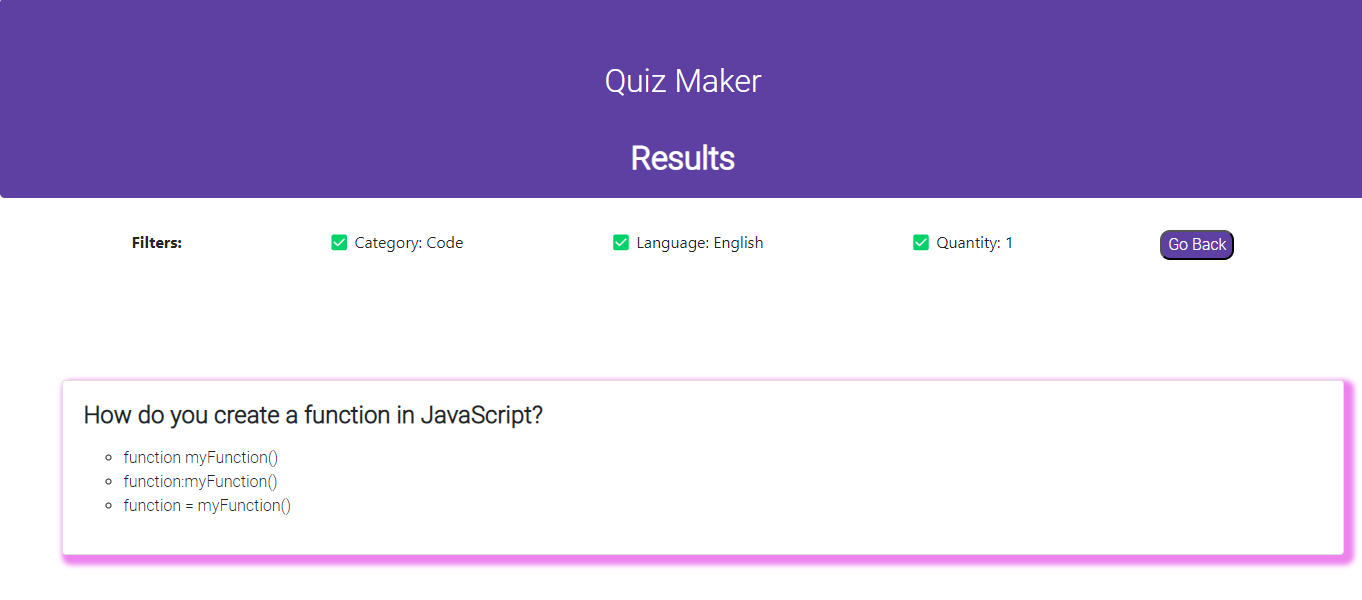 Quiz Maker
Results
Filters:
Category: Code
Language: English
Quantity: 1
Go Back
How do you create a function in JavaScript?
function myFunction()
function:myFunction()
function = myFunction()